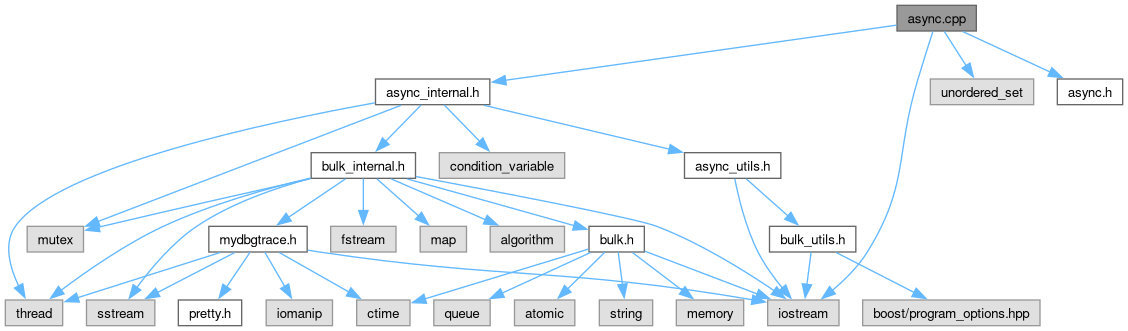 async.cpp
async_internal.h
unordered_set
async.h
bulk_internal.h
condition_variable
async_utils.h
mutex
mydbgtrace.h
fstream
map
algorithm
bulk.h
bulk_utils.h
thread
sstream
pretty.h
iomanip
ctime
queue
atomic
string
memory
iostream
boost/program_options.hpp